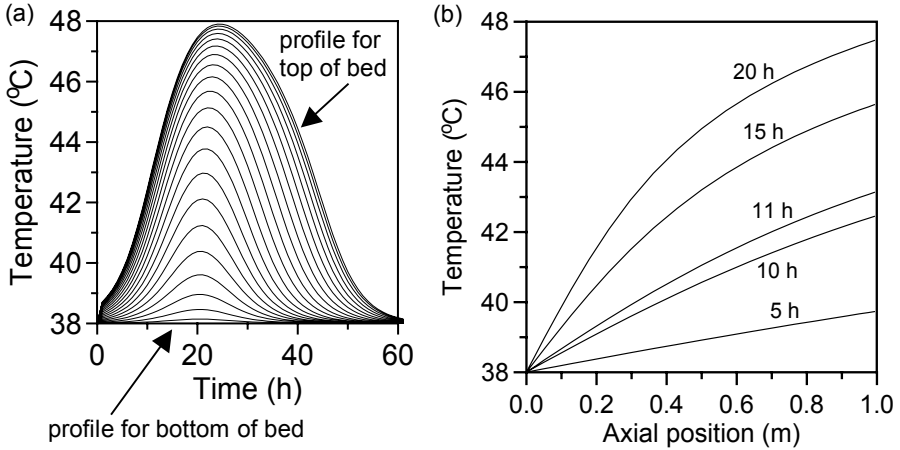 (a)
48
46
44
42
40
38
Temperature (ºC)
profile for
top of bed
0
20
40
60
Time (h)
profile for bottom of bed
(b)
48
46
44
42
40
38
Temperature (ºC)
20 h
15 h
11 h
10 h
5 h
0.0
0.2
0.4
0.6
0.8
1.0
Axial position (m)